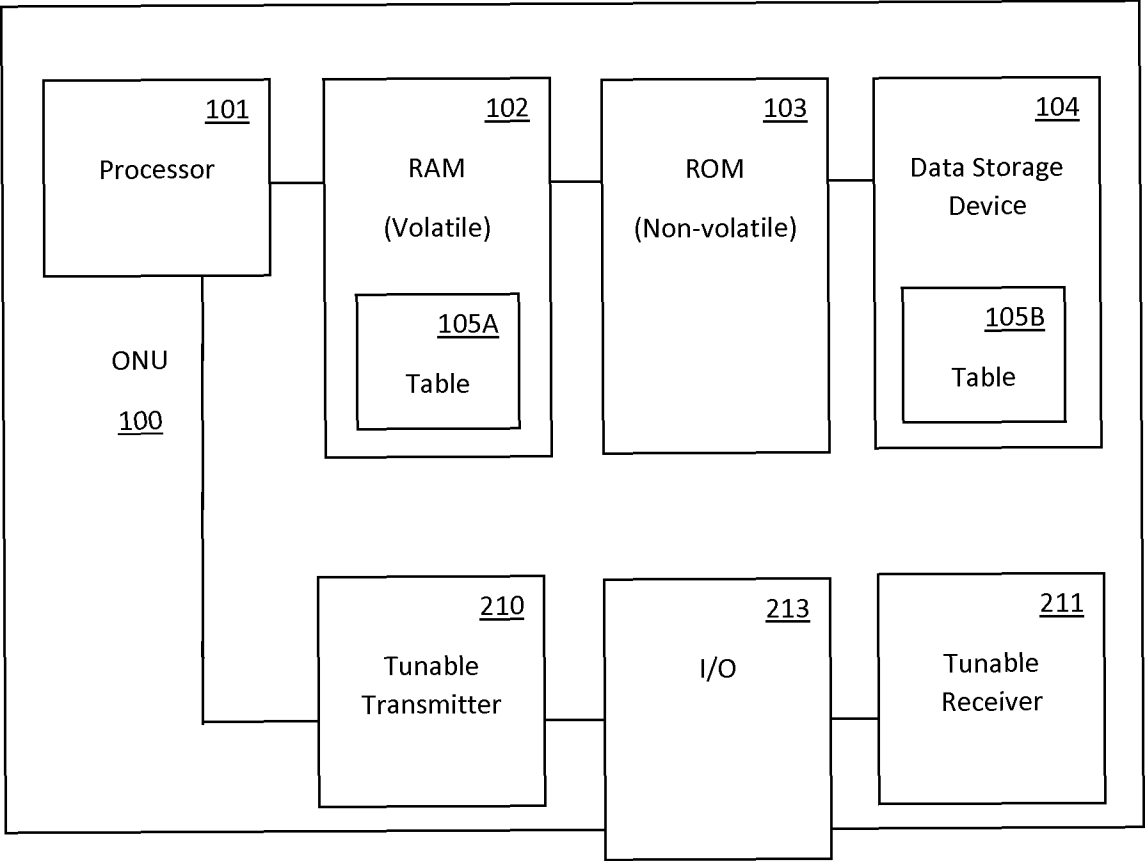 101
Processor
102
RAM
(Volatile)
105A
Table
103
ROM
(Non-volatile)
104
Data Storage
Device
105B
Table
ONU
100
210
Tunable
Transmitter
213
I/O
211
Tunable
Receiver